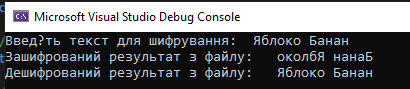 Microsoft Visual Studio Debug Console
Введ?ть текст для шифрування:  Яблоко Банан
Зашифрований результат з файлу:   околбЯ нанаБ
Дешифрований результат з файлу:   Яблоко Банан